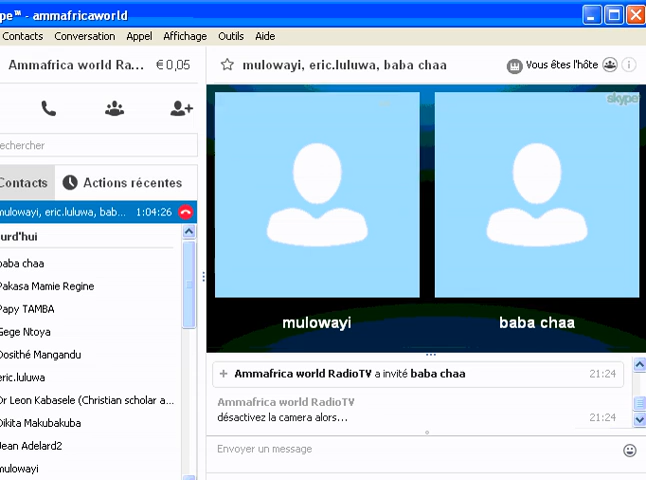 pe™ - ammafricaworld
Contacts Conversation Appel Affichage Outils Aide
Ammafrica world Ra... € 0,05
mulowayi, eric.luluwa, baba chaa
Vous êtes l'hôte
echercher
Contacts
Actions récentes
mulowayi, eric.luluwa, bab... 1:04:26
urd'hui
baba chaa
Pakasa Mamie Regine
Papy TAMBA
Gege Ntoya
Dosithé Mangandu
eric.luluwa
Dr Leon Kabasele (Christian scholar a...
Dikita Makubakuba
Jean Adelard2
mulowayi
skype
mulowayi
baba chaa
Ammafrica world RadioTV a invité baba chaa 21:24
Ammafrica world RadioTV
désactivez la camera alors... 21:24
Envoyer un message